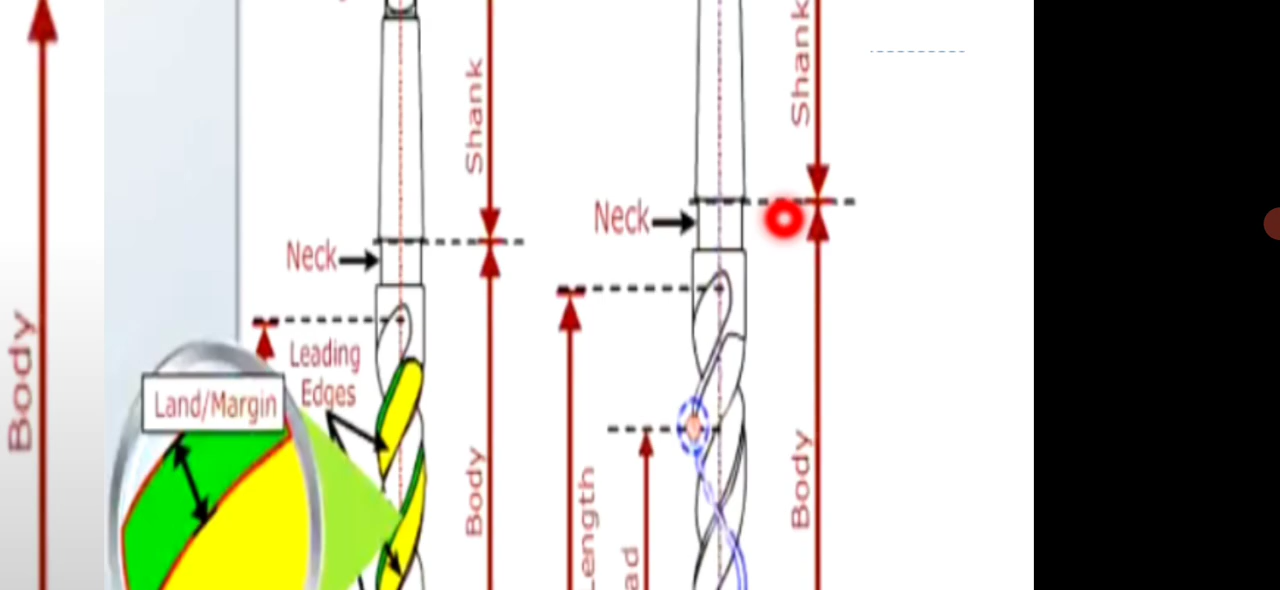 Body
Shank
Neck
Leading
Edges
Land/Margin
Body
Shank
Neck
Length
Body